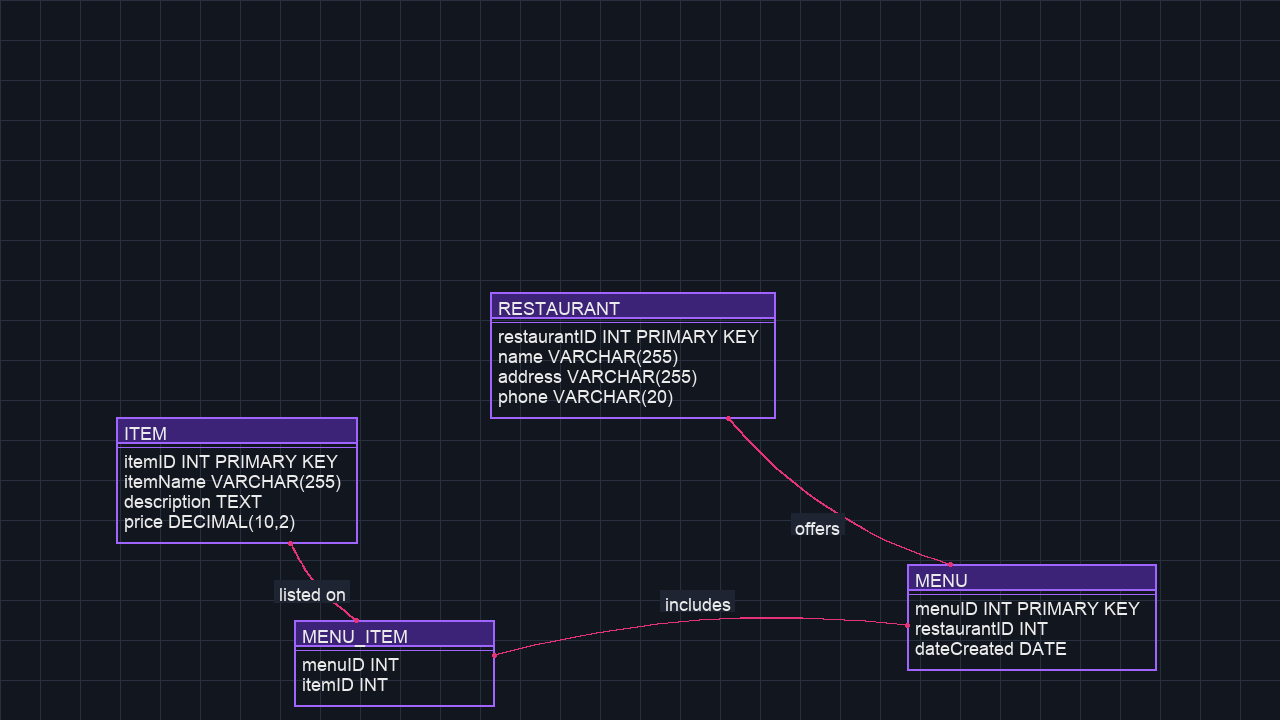 RESTAURANT
restaurantID INT PRIMARY KEY
name VARCHAR(255)
address VARCHAR(255)
phone VARCHAR(20)
ITEM
itemID INT PRIMARY KEY
itemName VARCHAR(255)
description TEXT
price DECIMAL(10,2)
offers
listed on
includes
MENU
menuID INT PRIMARY KEY
restaurantID INT
dateCreated DATE
MENU_ITEM
menuID INT
itemID INT